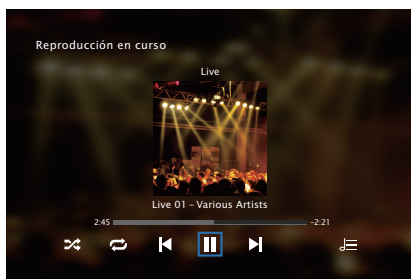 Reproducción en curso
Live
Live 01 – Various Artists
2:45
–2:21